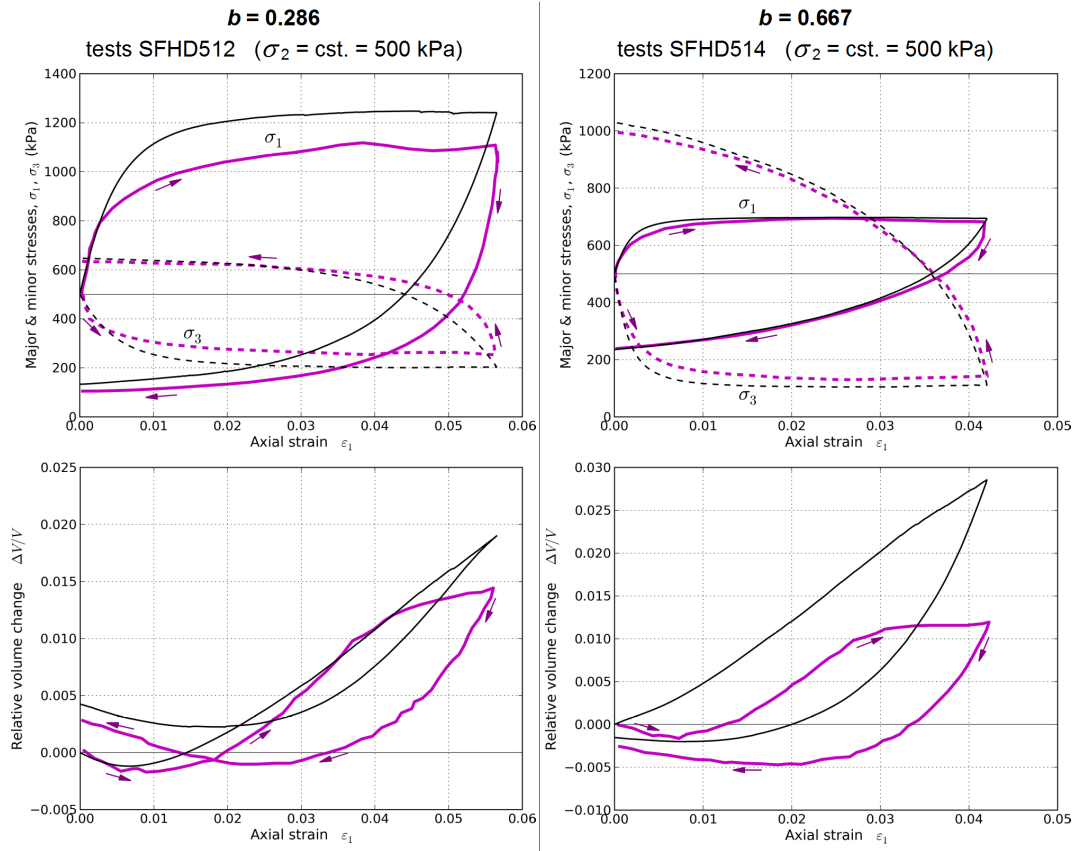 b = 0.286
tests SFHD512 (σ2 = cst. = 500 kPa)
Major & minor stresses, σ1, σ3 (kPa)
1400
1200
1000
800
600
400
200
0
σ1
σ3
0.00 0.01 0.02 0.03 0.04 0.05 0.06
Axial strain ε1
Relative volume change ΔV/V
0.025
0.020
0.015
0.010
0.005
0.000
−0.005
0.00 0.01 0.02 0.03 0.04 0.05 0.06
Axial strain ε1
b = 0.667
tests SFHD514 (σ2 = cst. = 500 kPa)
Major & minor stresses, σ1, σ3 (kPa)
1200
1000
800
600
400
200
0
σ1
σ3
0.00 0.01 0.02 0.03 0.04 0.05
Axial strain ε1
Relative volume change ΔV/V
0.030
0.025
0.020
0.015
0.010
0.005
0.000
−0.005
−0.010
0.00 0.01 0.02 0.03 0.04 0.05
Axial strain ε1